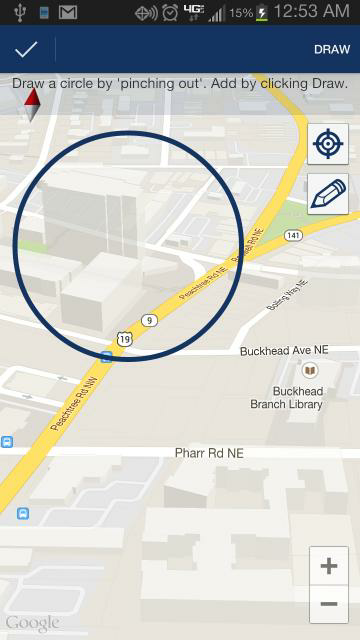 4G LTE 15% 12:53 AM
DRAW
Draw a circle by 'pinching out'. Add by clicking Draw.
141
Roswell Rd NE
Peachtree Rd NE
Bolling Way NE
9
19
Buckhead Ave NE
Peachtree Rd NW
Buckhead
Branch Library
Pharr Rd NE
+
−
Google